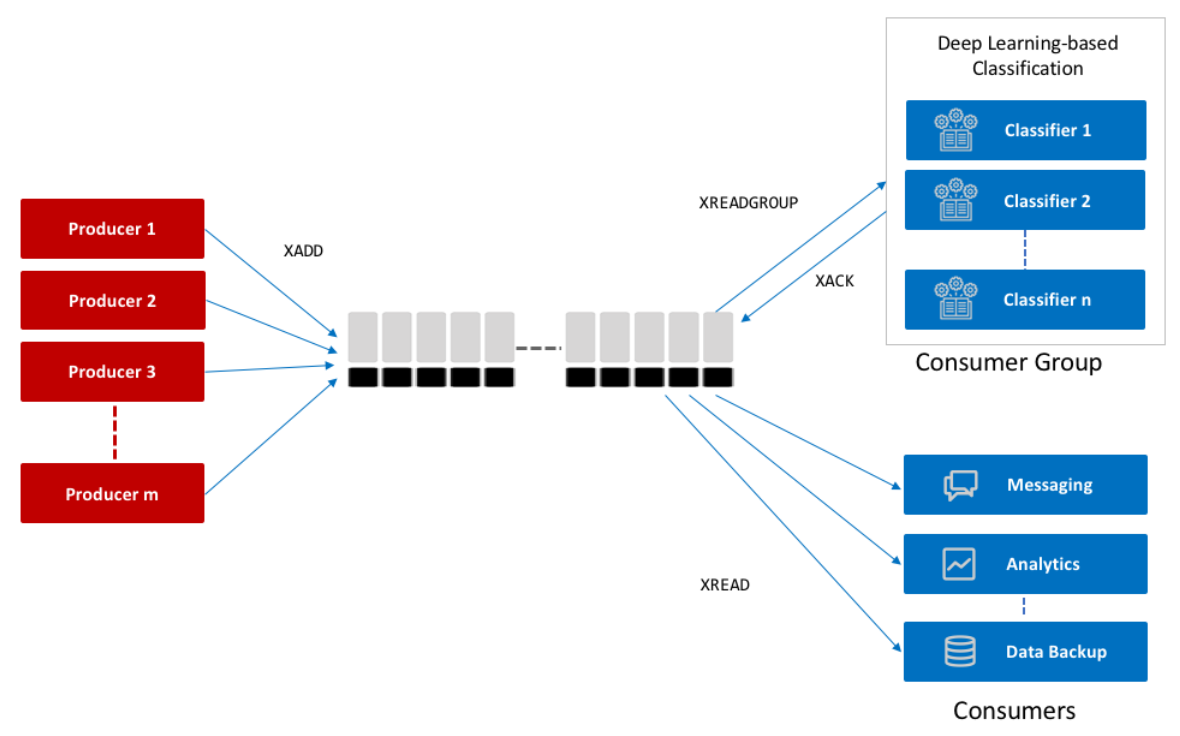 Deep Learning-based
Classification
Classifier 1
Classifier 2
Classifier n
Consumer Group
Producer 1
Producer 2
Producer 3
Producer m
XADD
XREADGROUP
XACK
XREAD
Messaging
Analytics
Data Backup
Consumers